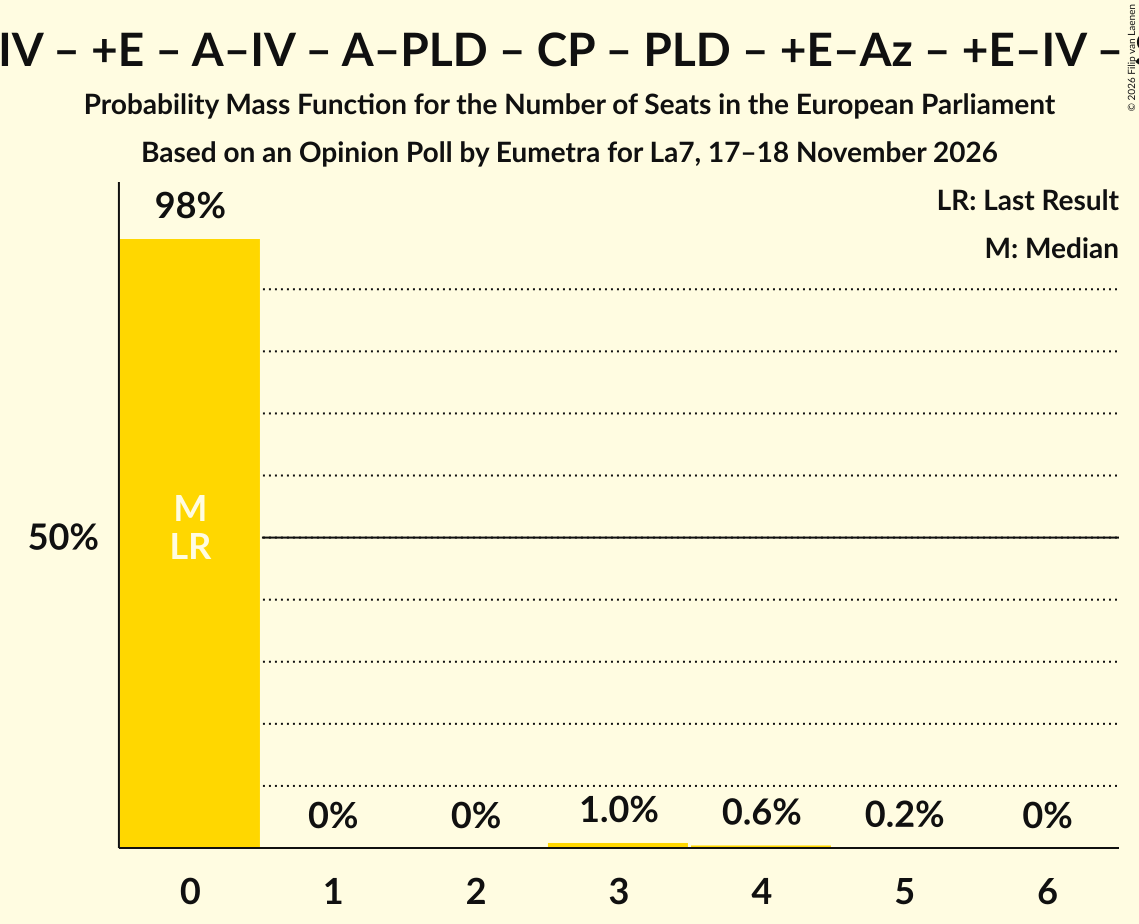 IV – +E – A–IV – A–PLD – CP – PLD – +E–Az – +E–IV –
© 2026 Filip van Laenen
Probability Mass Function for the Number of Seats in the European Parliament
Based on an Opinion Poll by Eumetra for La7, 17–18 November 2026
LR: Last Result
M: Median
98%
M
LR
50%
0% 0% 1.0% 0.6% 0.2% 0%
0 1 2 3 4 5 6